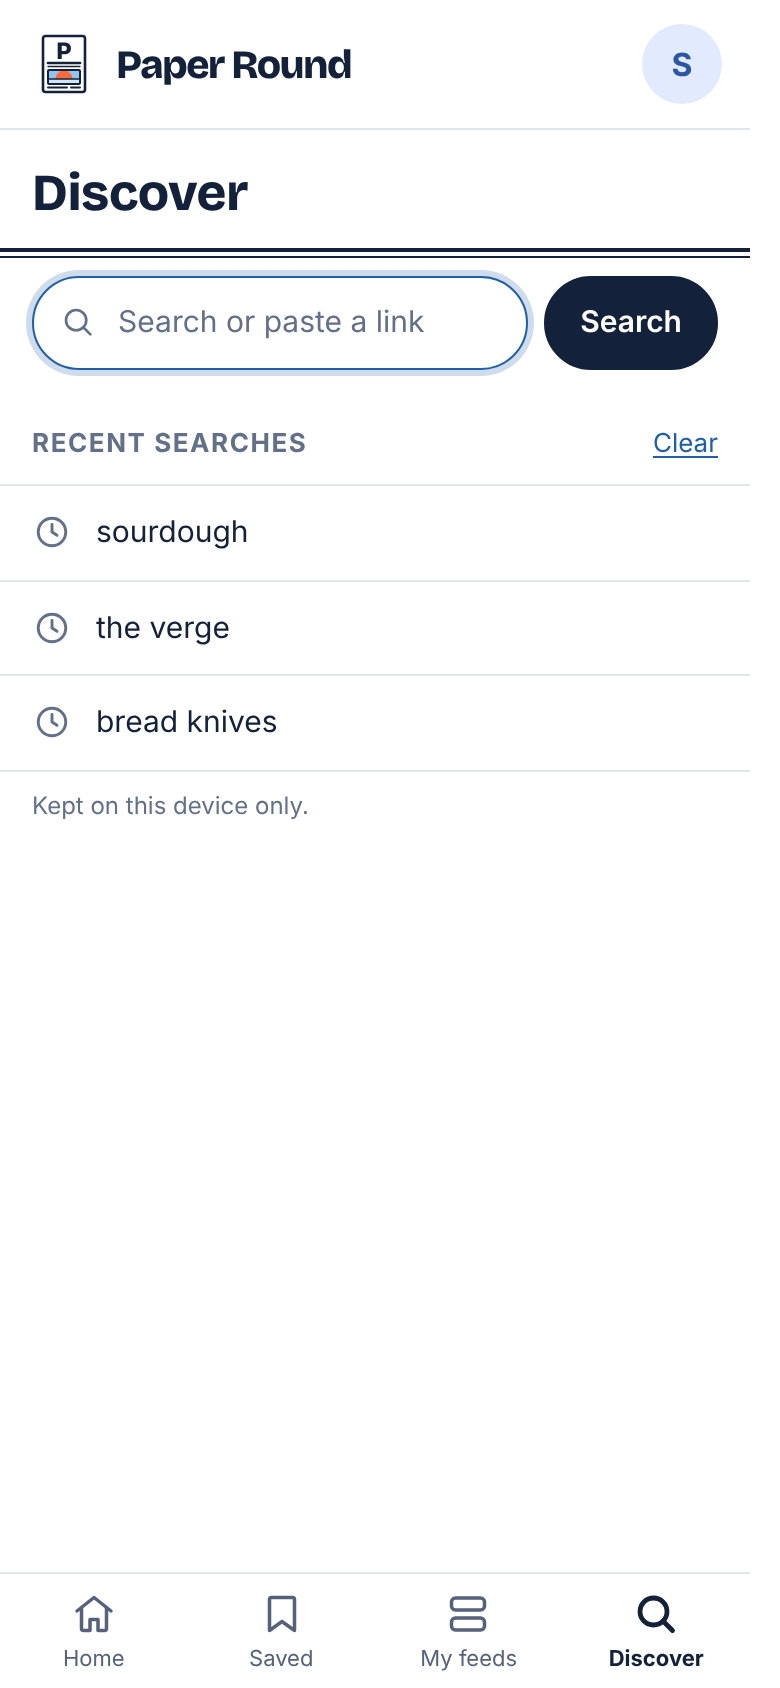 P
Paper Round
S
Discover
Search or paste a link
Search
RECENT SEARCHES
Clear
sourdough
the verge
bread knives
Kept on this device only.
Home
Saved
My feeds
Discover